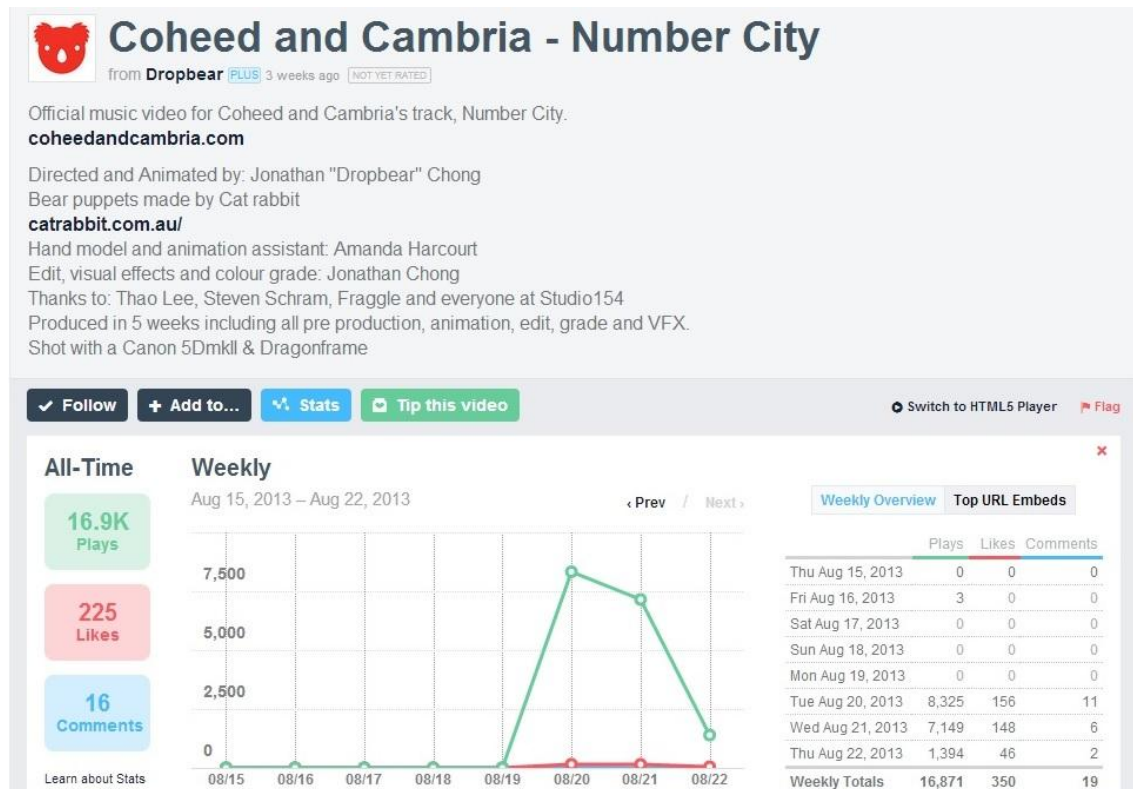 Coheed and Cambria - Number City
from Dropbear PLUS 3 weeks ago NOT YET RATED
Official music video for Coheed and Cambria's track, Number City.
coheedandcambria.com
Directed and Animated by: Jonathan "Dropbear" Chong
Bear puppets made by Cat rabbit
catrabbit.com.au/
Hand model and animation assistant: Amanda Harcourt
Edit, visual effects and colour grade: Jonathan Chong
Thanks to: Thao Lee, Steven Schram, Fraggle and everyone at Studio154
Produced in 5 weeks including all pre production, animation, edit, grade and VFX.
Shot with a Canon 5DmkII & Dragonframe
Follow + Add to... Stats Tip this video Switch to HTML5 Player Flag
All-Time
16.9K
Plays
225
Likes
16
Comments
Learn about Stats
Weekly
Aug 15, 2013 – Aug 22, 2013
‹ Prev / Next ›
7,500
5,000
2,500
0
08/15 08/16 08/17 08/18 08/19 08/20 08/21 08/22
Weekly Overview Top URL Embeds
Plays Likes Comments
Thu Aug 15, 2013 0 0 0
Fri Aug 16, 2013 3 0 0
Sat Aug 17, 2013 0 0 0
Sun Aug 18, 2013 0 0 0
Mon Aug 19, 2013 0 0 0
Tue Aug 20, 2013 8,325 156 11
Wed Aug 21, 2013 7,149 148 6
Thu Aug 22, 2013 1,394 46 2
Weekly Totals 16,871 350 19